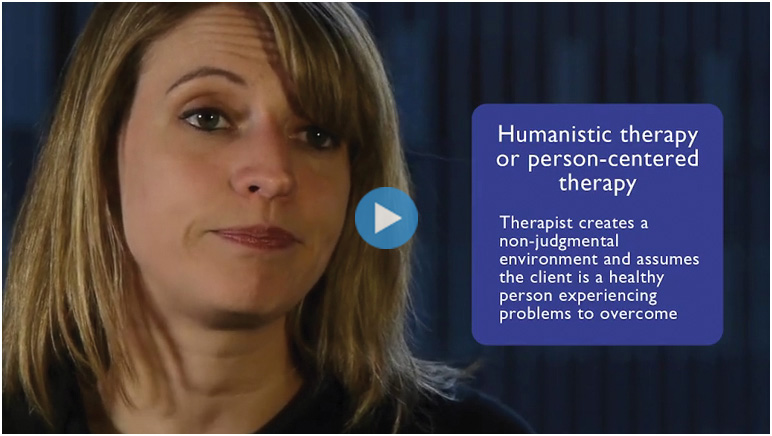 Humanistic therapy
or person-centered
therapy
Therapist creates a
non-judgmental
environment and assumes
the client is a healthy
person experiencing
problems to overcome